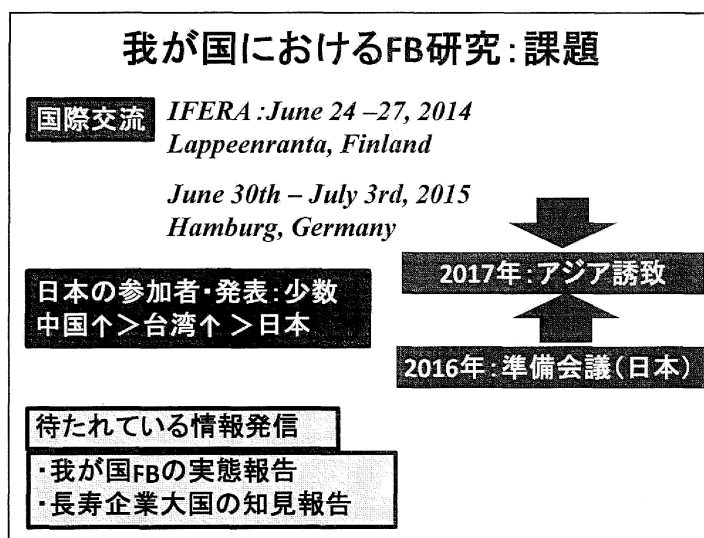 我が国におけるFB研究：課題
国際交流
IFERA :June 24 –27, 2014
Lappeenranta, Finland
June 30th – July 3rd, 2015
Hamburg, Germany
2017年：アジア誘致
日本の参加者・発表：少数
中国↑＞台湾↑ ＞日本
2016年：準備会議（日本）
待たれている情報発信
・我が国FBの実態報告
・長寿企業大国の知見報告